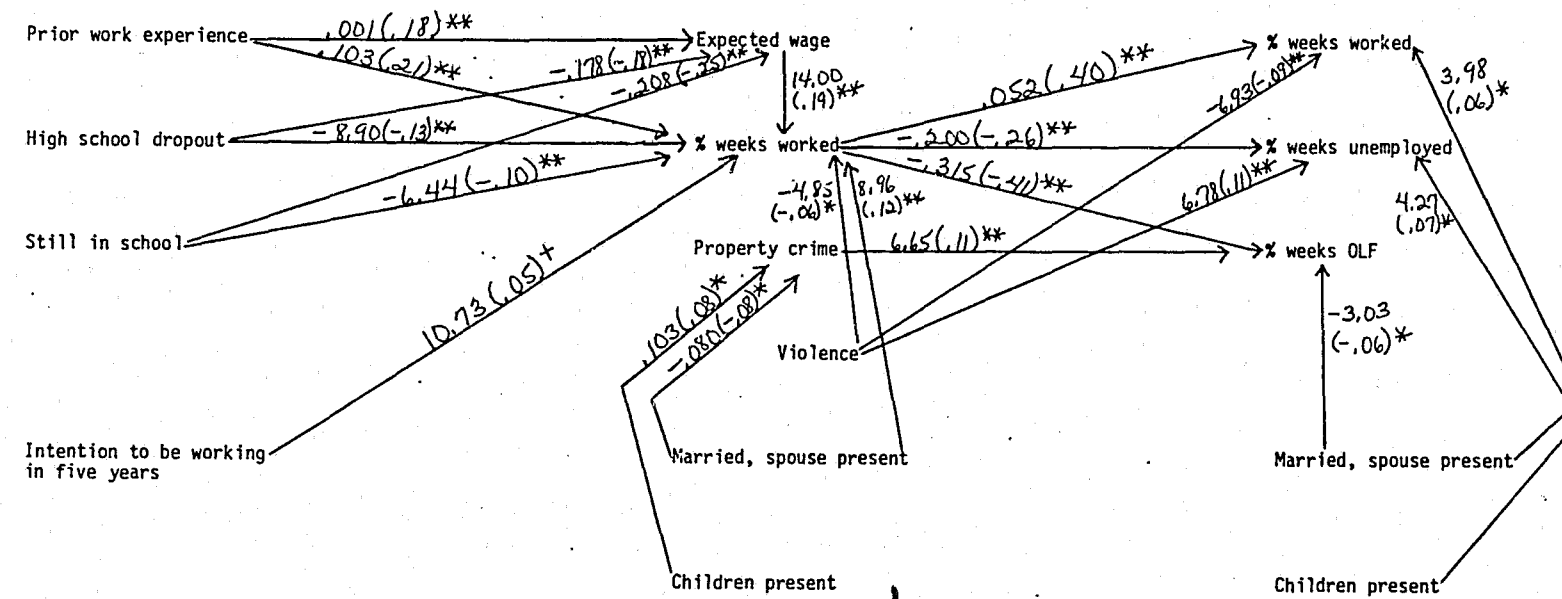 Prior work experience
.001(.18)**
Expected wage
% weeks worked
.103(.21)**
-.178(-.18)**
-.208(-.25)**
14.00
(.19)**
.052(.40)**
-6.93(-.09)**
3.98
(.06)*
High school dropout
-8.90(-.13)**
% weeks worked
-.200(-.26)**
% weeks unemployed
-.315(-.41)**
-6.44(-.10)**
-4.85
(-.06)*
8.96
(.12)**
6.78(.11)**
4.27
(.07)*
Still in school
Property crime
6.65(.11)**
% weeks OLF
10.73(.05)+
.103(.08)*
-.080(-.08)*
-3.03
(-.06)*
Violence
Intention to be working
in five years
Married, spouse present
Married, spouse present
Children present
Children present